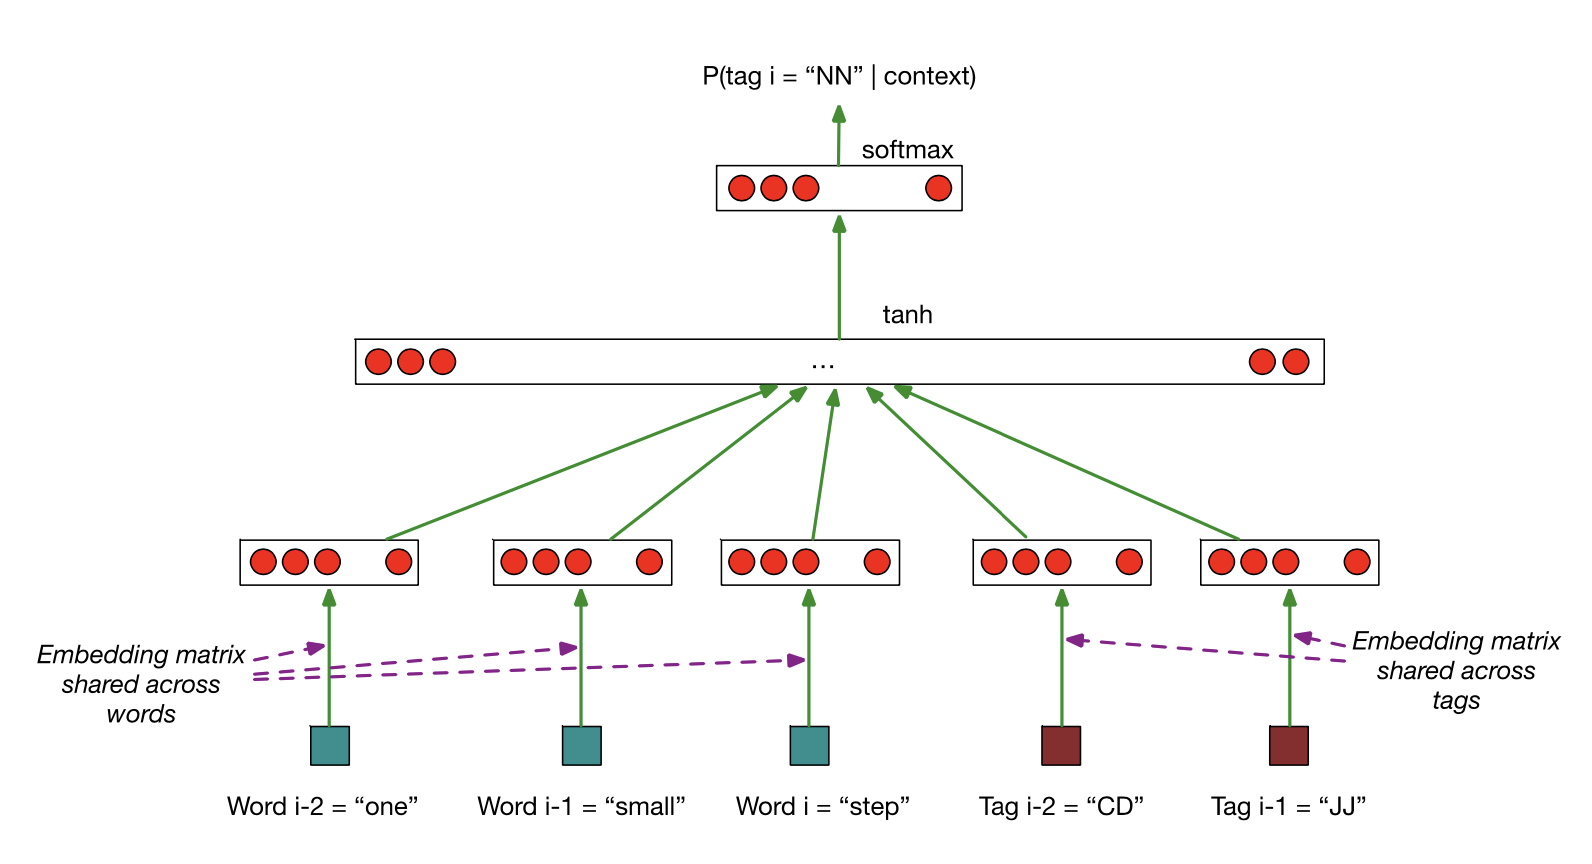 P(tag i = “NN” | context)
softmax
tanh
...
Embedding matrix
shared across
words
Embedding matrix
shared across
tags
Word i-2 = “one”
Word i-1 = “small”
Word i = “step”
Tag i-2 = “CD”
Tag i-1 = “JJ”